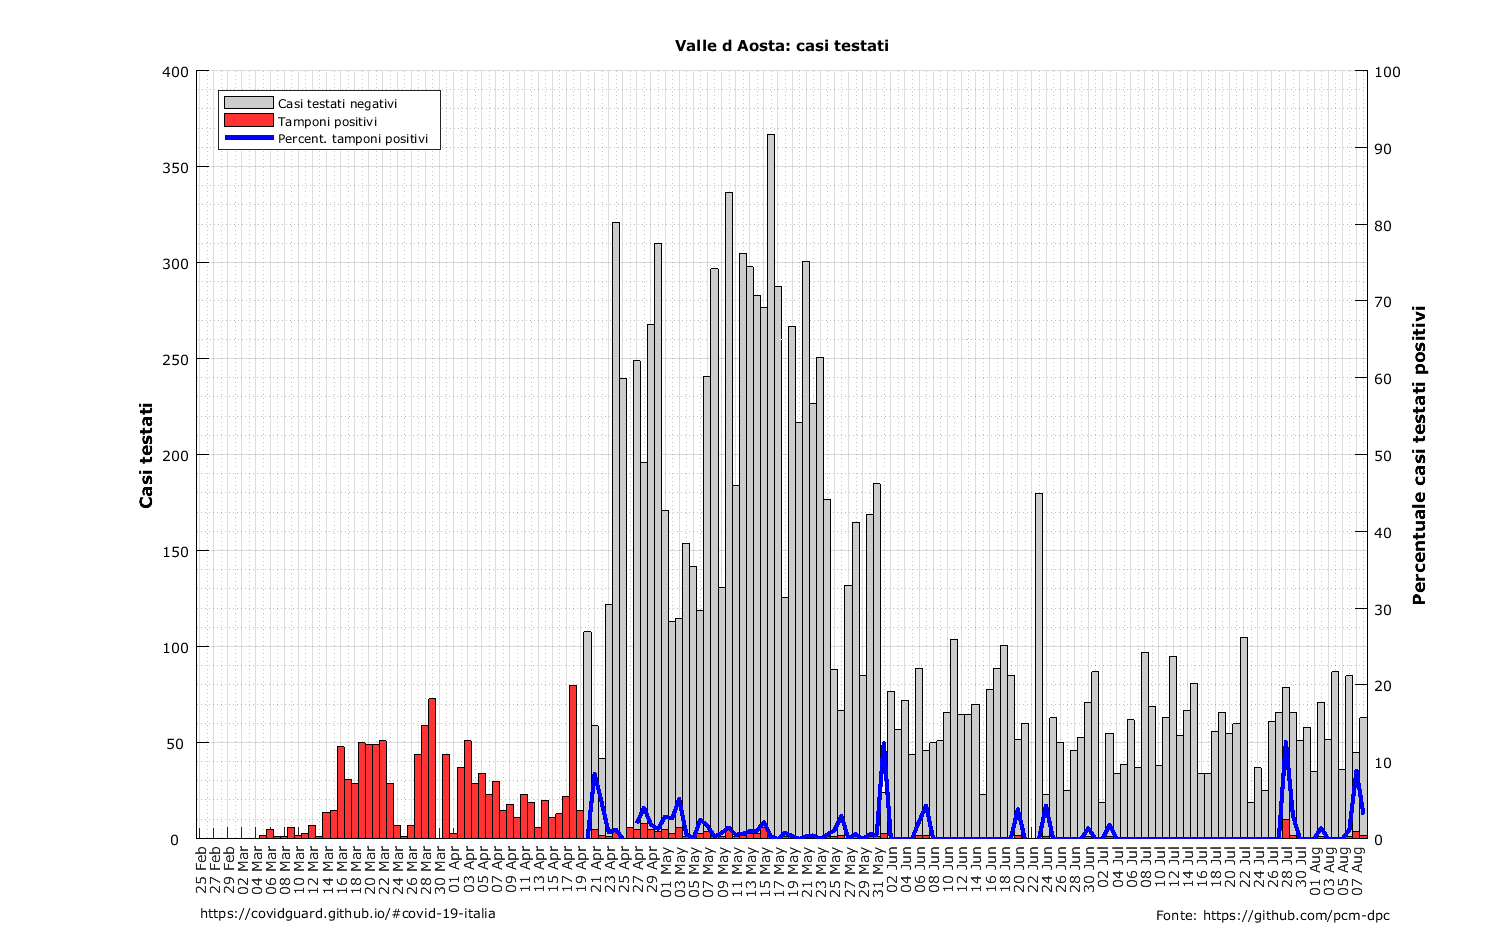 Valle d Aosta: casi testati
Casi testati negativi
Tamponi positivi
Percent. tamponi positivi
Casi testati
400
350
300
250
200
150
100
50
0
100
90
80
70
60
50
40
30
20
10
0
Percentuale casi testati positivi
25 Feb
27 Feb
29 Feb
02 Mar
04 Mar
06 Mar
08 Mar
10 Mar
12 Mar
14 Mar
16 Mar
18 Mar
20 Mar
22 Mar
24 Mar
26 Mar
28 Mar
30 Mar
01 Apr
03 Apr
05 Apr
07 Apr
09 Apr
11 Apr
13 Apr
15 Apr
17 Apr
19 Apr
21 Apr
23 Apr
25 Apr
27 Apr
29 Apr
01 May
03 May
05 May
07 May
09 May
11 May
13 May
15 May
17 May
19 May
21 May
23 May
25 May
27 May
29 May
31 May
02 Jun
04 Jun
06 Jun
08 Jun
10 Jun
12 Jun
14 Jun
16 Jun
18 Jun
20 Jun
22 Jun
24 Jun
26 Jun
28 Jun
30 Jun
02 Jul
04 Jul
06 Jul
08 Jul
10 Jul
12 Jul
14 Jul
16 Jul
18 Jul
20 Jul
22 Jul
24 Jul
26 Jul
28 Jul
30 Jul
01 Aug
03 Aug
05 Aug
07 Aug
https://covidguard.github.io/#covid-19-italia
Fonte: https://github.com/pcm-dpc